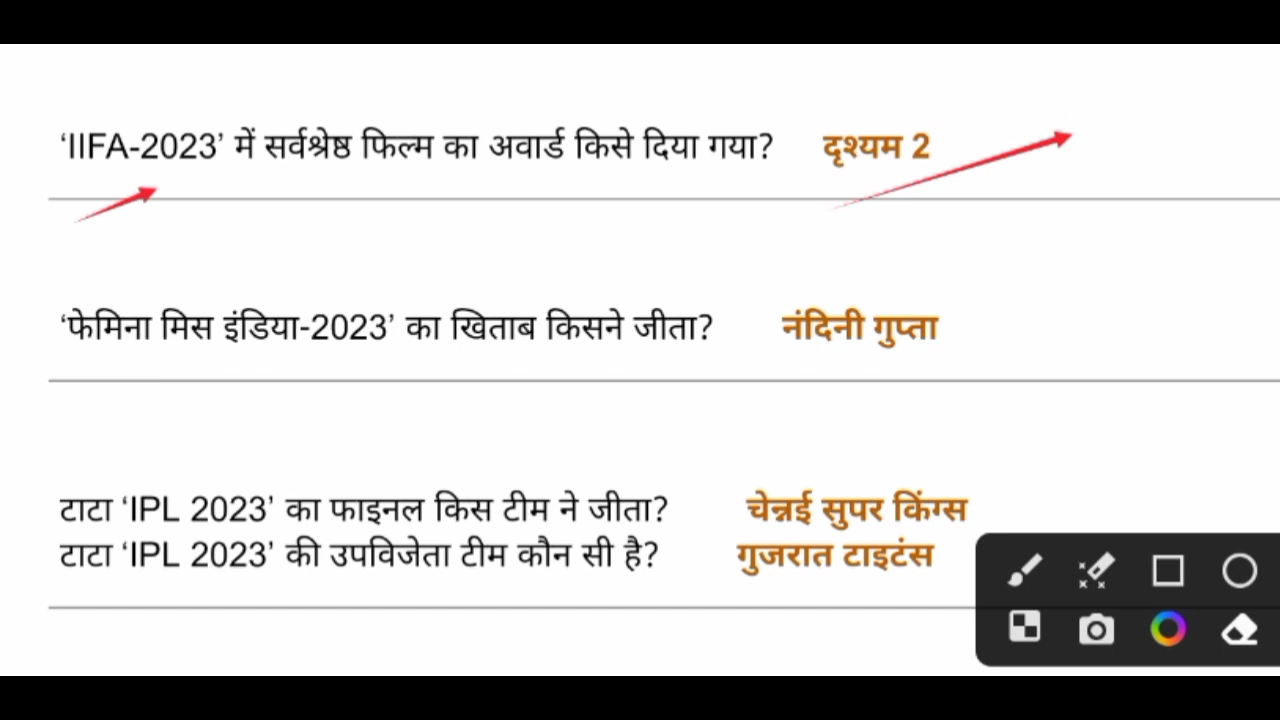 ‘IIFA-2023’ में सर्वश्रेष्ठ फिल्म का अवार्ड किसे दिया गया? दृश्यम 2
‘फेमिना मिस इंडिया-2023’ का खिताब किसने जीता? नंदिनी गुप्ता
टाटा ‘IPL 2023’ का फाइनल किस टीम ने जीता? चेन्नई सुपर किंग्स
टाटा ‘IPL 2023’ की उपविजेता टीम कौन सी है? गुजरात टाइटंस